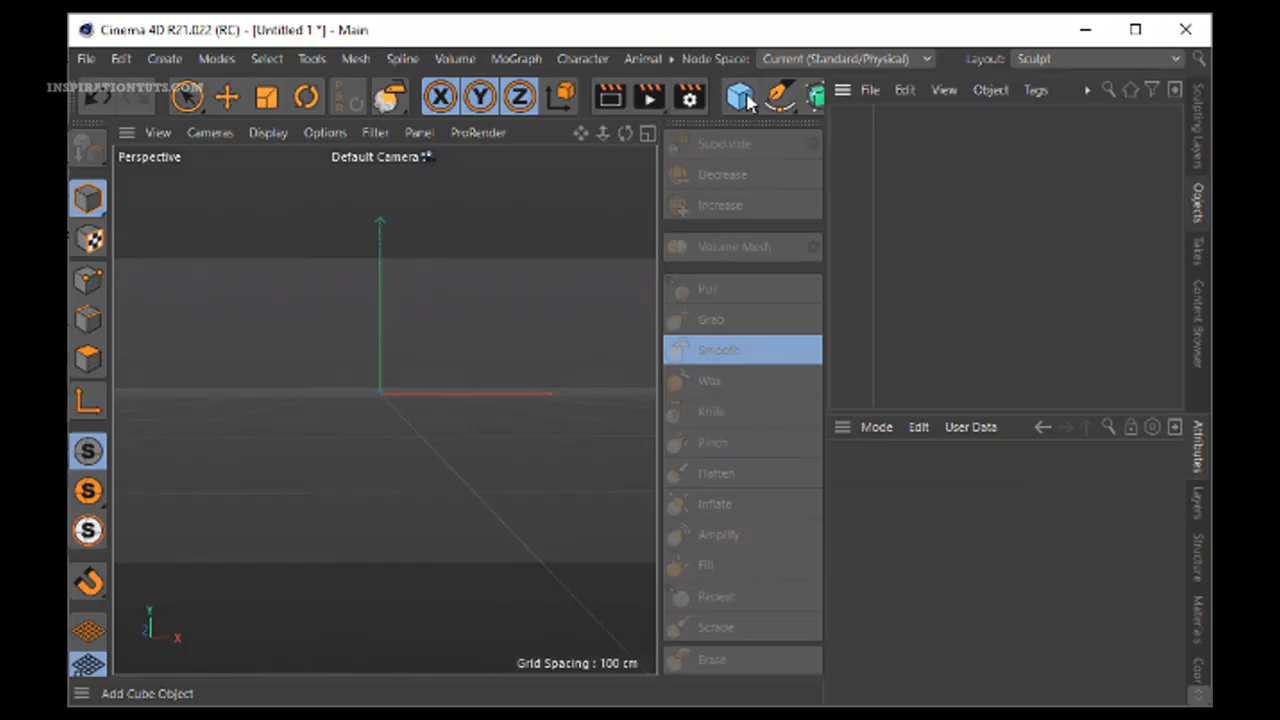 Cinema 4D R21.022 (RC) - [Untitled 1 *] - Main
File Edit Create Modes Select Tools Mesh Spline Volume MoGraph Character Animat Node Space: Current (Standard/Physical) Layout: Sculpt
INSPIRATIONTUTS.COM
P S R
X Y Z
File Edit View Object Tags
View Cameras Display Options Filter Panel ProRender
Perspective
Default Camera
Subdivide
Decrease
Increase
Volume Mesh
Pull
Grab
Smooth
Wax
Knife
Pinch
Flatten
Inflate
Amplify
Fill
Repeat
Scrape
Erase
Sculpting Layers
Objects
Takes
Content Browser
Mode Edit User Data
Attributes
Layers
Structure
Materials
Coor
S
S
S
Y
Z
X
Grid Spacing : 100 cm
Add Cube Object